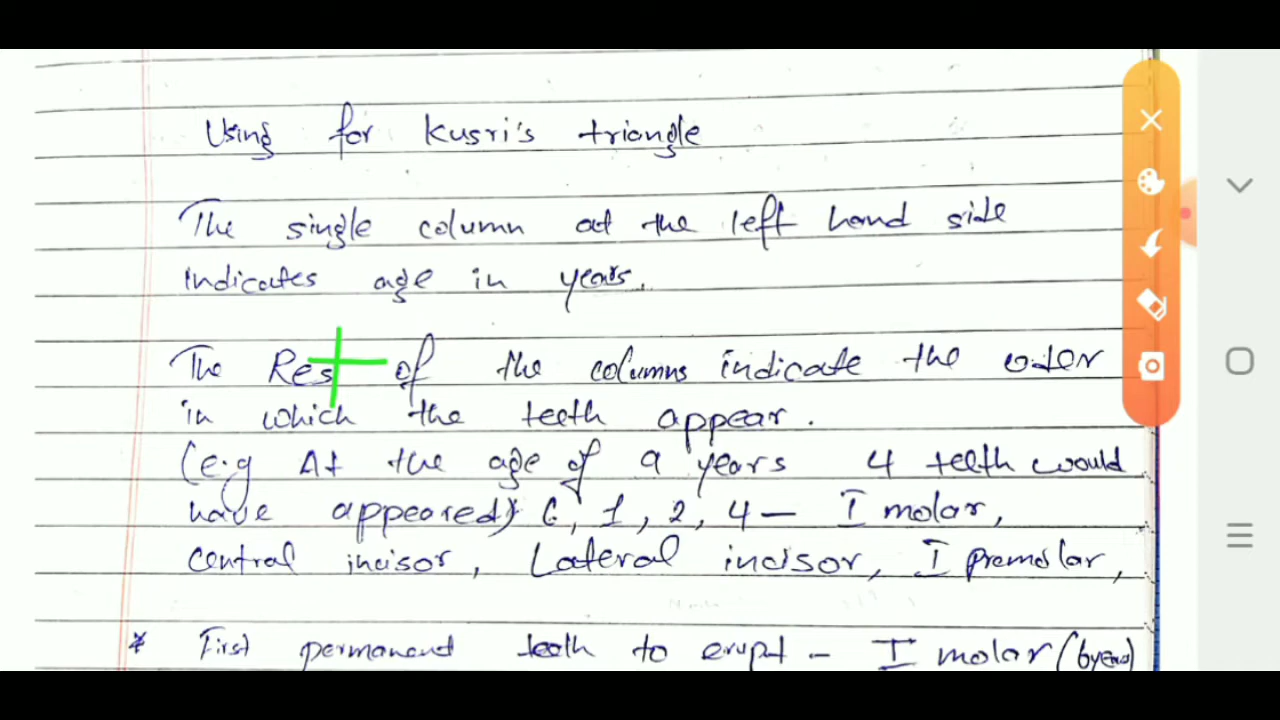 Using for Kusri's triangle
The single column at the left hand side
indicates age in years.
The Rest of the columns indicate the order
in which the teeth appear.
(e.g At the age of 9 years 4 teeth would
have appeared) 6, 1, 2, 4 — I molar,
central incisor, Lateral incisor, I premolar,
* First permanent teeth to erupt - I molar (6years)